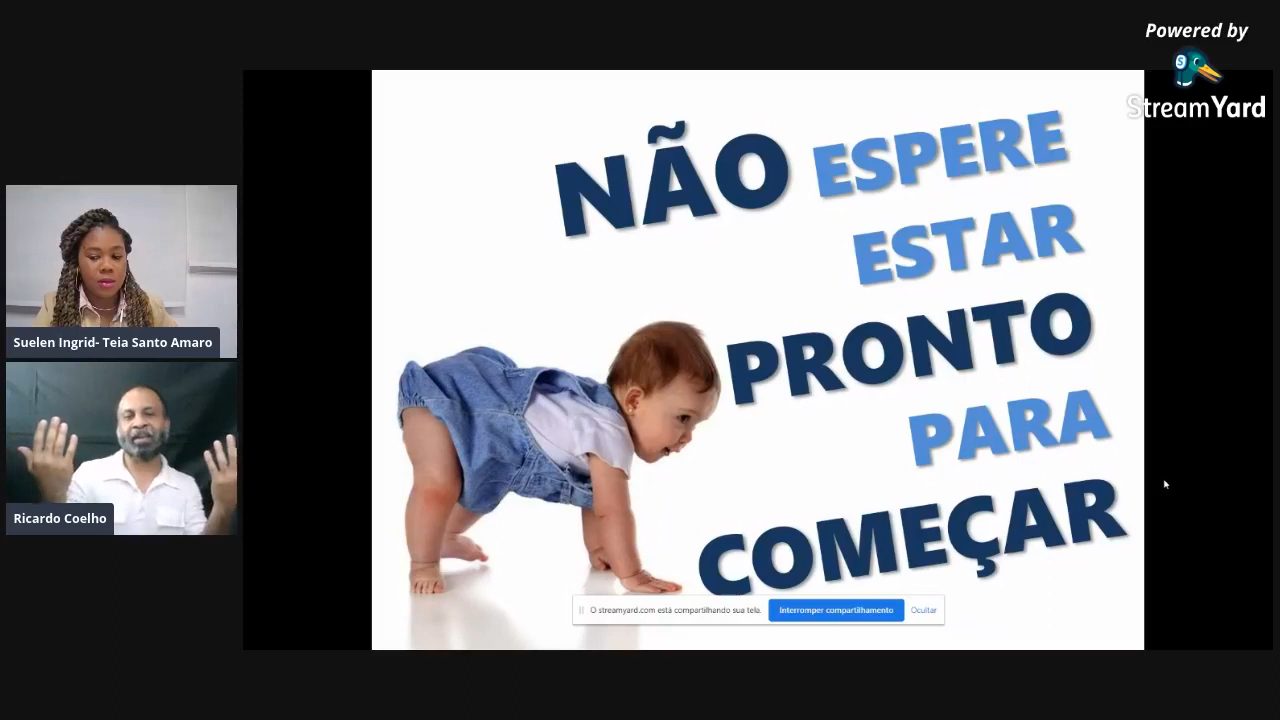 Powered by
StreamYard
NÃO ESPERE
ESTAR
PRONTO
PARA
COMEÇAR
Suelen Ingrid- Teia Santo Amaro
Ricardo Coelho
O streamyard.com está compartilhando sua tela.
Interromper compartilhamento
Ocultar